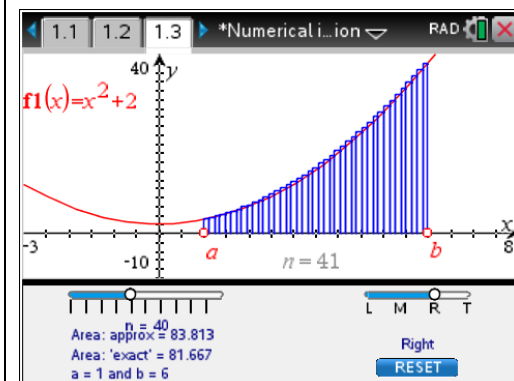 1.1 1.2 1.3 *Numerical i...ion RAD
40 y
f1(x)=x²+2
x
-3 a b 8
-10 n = 41
n = 40 L M R T
Area: approx = 83.813
Right
Area: 'exact' = 81.667
RESET
a = 1 and b = 6